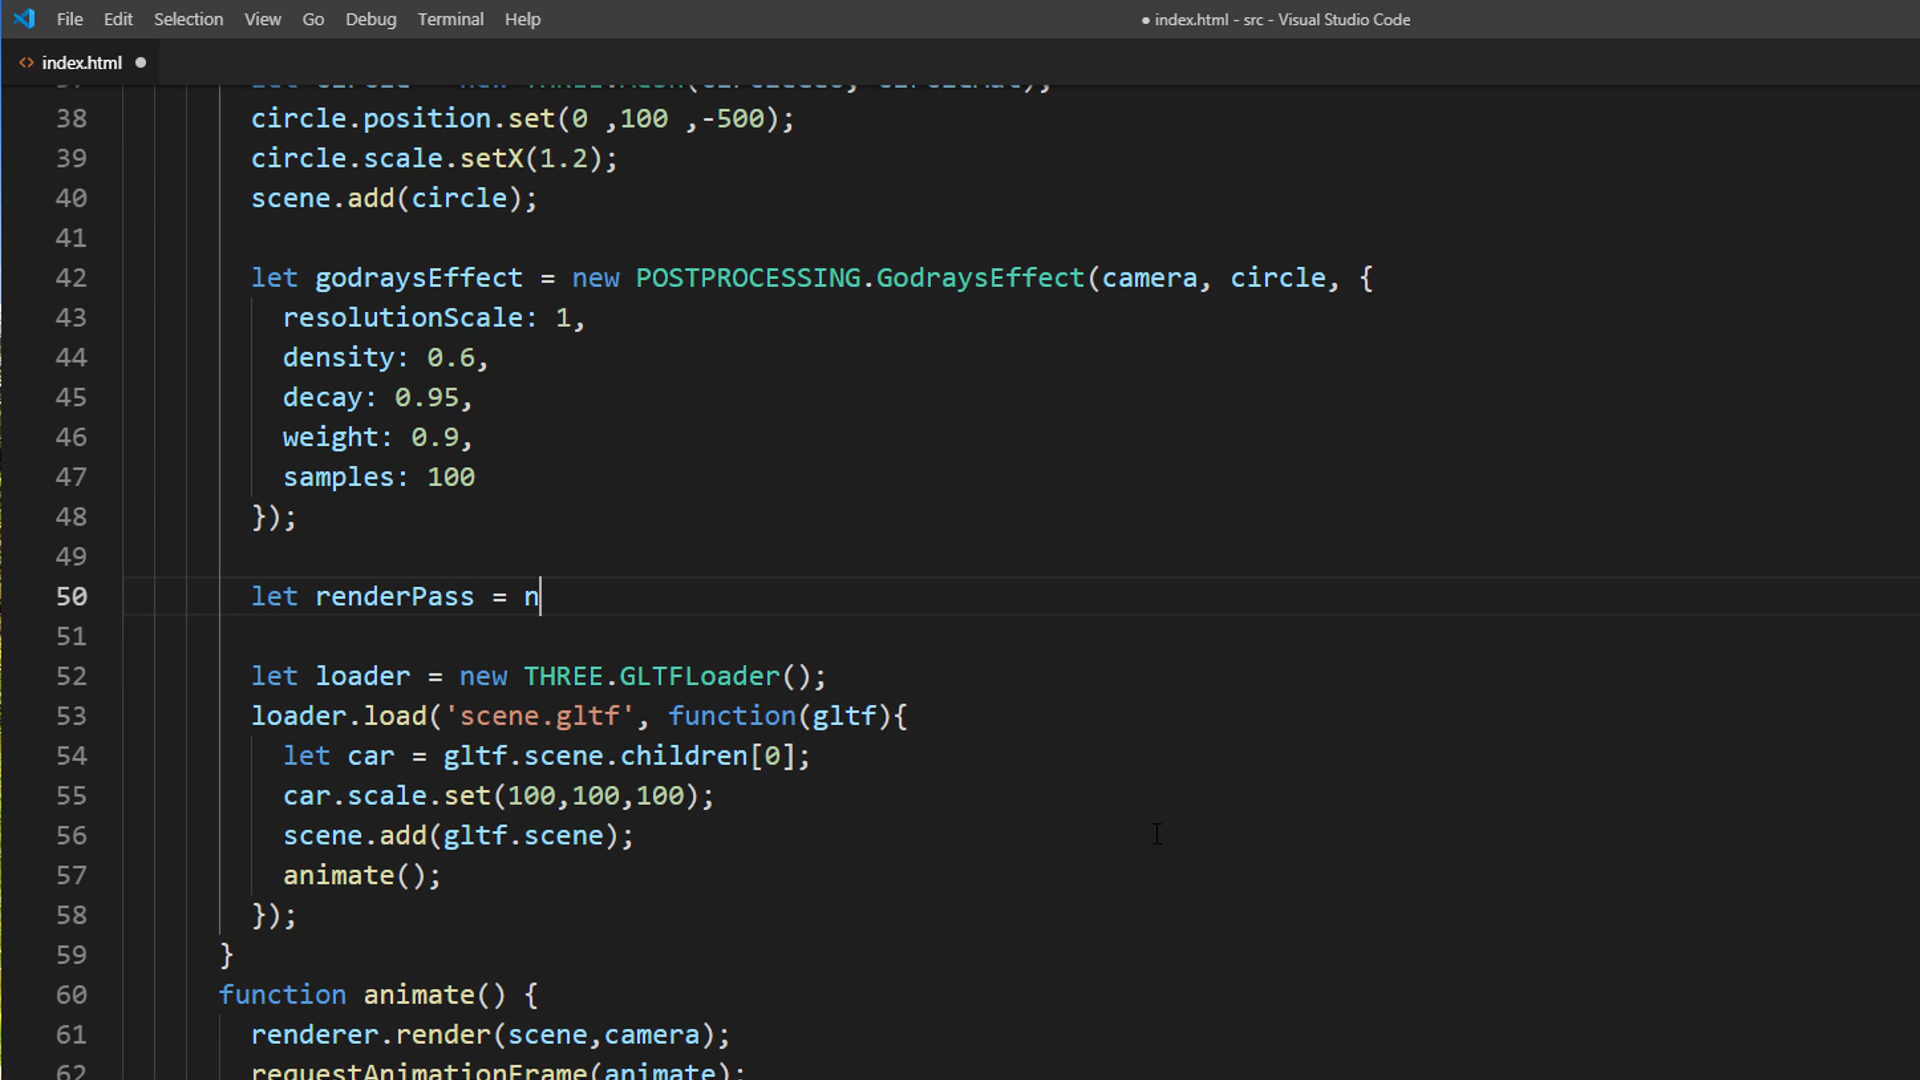 File Edit Selection View Go Debug Terminal Help
● index.html - src - Visual Studio Code
<> index.html ●
38 circle.position.set(0 ,100 ,-500);
39 circle.scale.setX(1.2);
40 scene.add(circle);
41
42 let godraysEffect = new POSTPROCESSING.GodraysEffect(camera, circle, {
43 resolutionScale: 1,
44 density: 0.6,
45 decay: 0.95,
46 weight: 0.9,
47 samples: 100
48 });
49
50 let renderPass = n
51
52 let loader = new THREE.GLTFLoader();
53 loader.load('scene.gltf', function(gltf){
54 let car = gltf.scene.children[0];
55 car.scale.set(100,100,100);
56 scene.add(gltf.scene);
57 animate();
58 });
59 }
60 function animate() {
61 renderer.render(scene,camera);
62 requestAnimationFrame(animate);